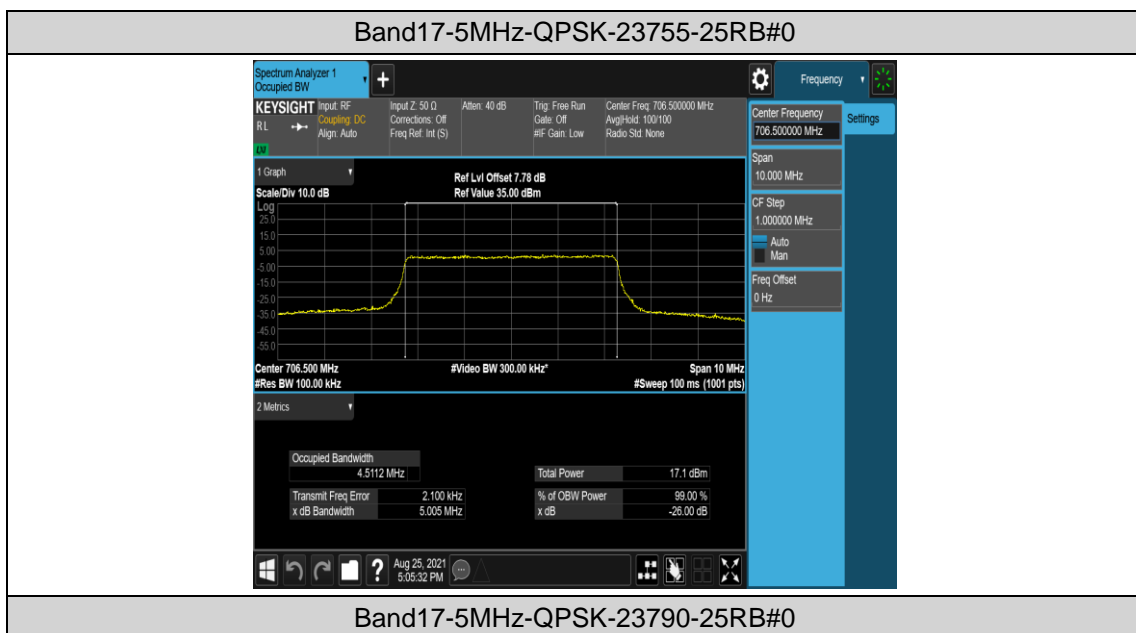 Band17-5MHz-QPSK-23755-25RB#0
Spectrum Analyzer 1
Occupied BW
+
Frequency
KEYSIGHT
RL
LM
Input: RF
Coupling: DC
Align: Auto
Input Z: 50 Ω
Corrections: Off
Freq Ref: Int (S)
Atten: 40 dB
Trig: Free Run
Gate: Off
#IF Gain: Low
Center Freq: 706.500000 MHz
Avg|Hold: 100/100
Radio Std: None
Center Frequency
706.500000 MHz
Settings
Span
10.000 MHz
CF Step
1.000000 MHz
Auto
Man
Freq Offset
0 Hz
1 Graph
Scale/Div 10.0 dB
Ref Lvl Offset 7.78 dB
Ref Value 35.00 dBm
Log
25.0
15.0
5.00
-5.00
-15.0
-25.0
-35.0
-45.0
-55.0
Center 706.500 MHz
#Video BW 300.00 kHz*
Span 10 MHz
#Res BW 100.00 kHz
#Sweep 100 ms (1001 pts)
2 Metrics
Occupied Bandwidth
4.5112 MHz
Total Power 17.1 dBm
Transmit Freq Error 2.100 kHz
% of OBW Power 99.00 %
x dB Bandwidth 5.005 MHz
x dB -26.00 dB
?
Aug 25, 2021
5:05:32 PM
Band17-5MHz-QPSK-23790-25RB#0